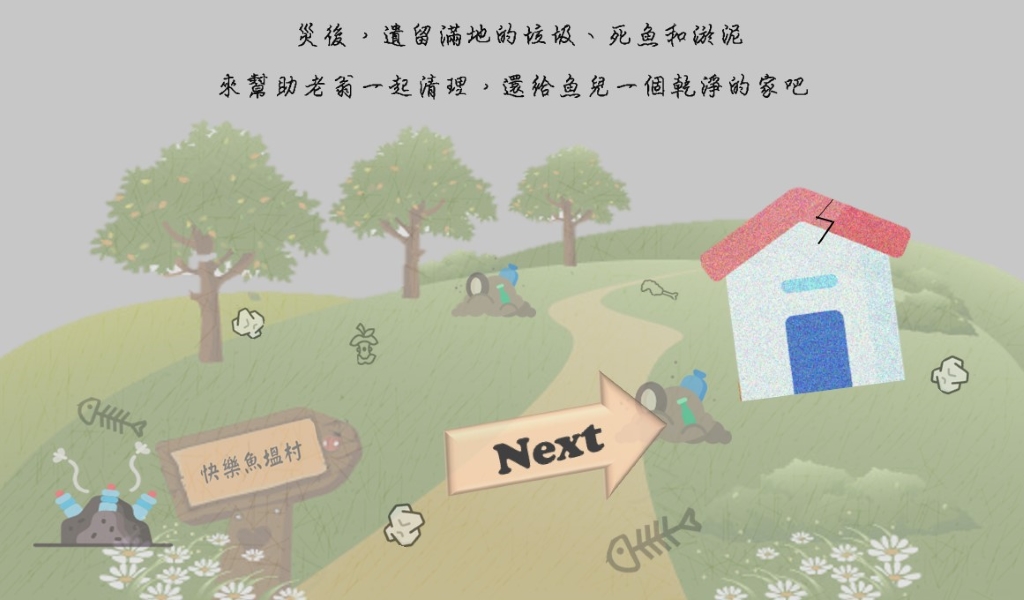 災後，遺留滿地的垃圾、死魚和淤泥
來幫助老翁一起清理，還給魚兒一個乾淨的家吧
快樂魚塭村
Next